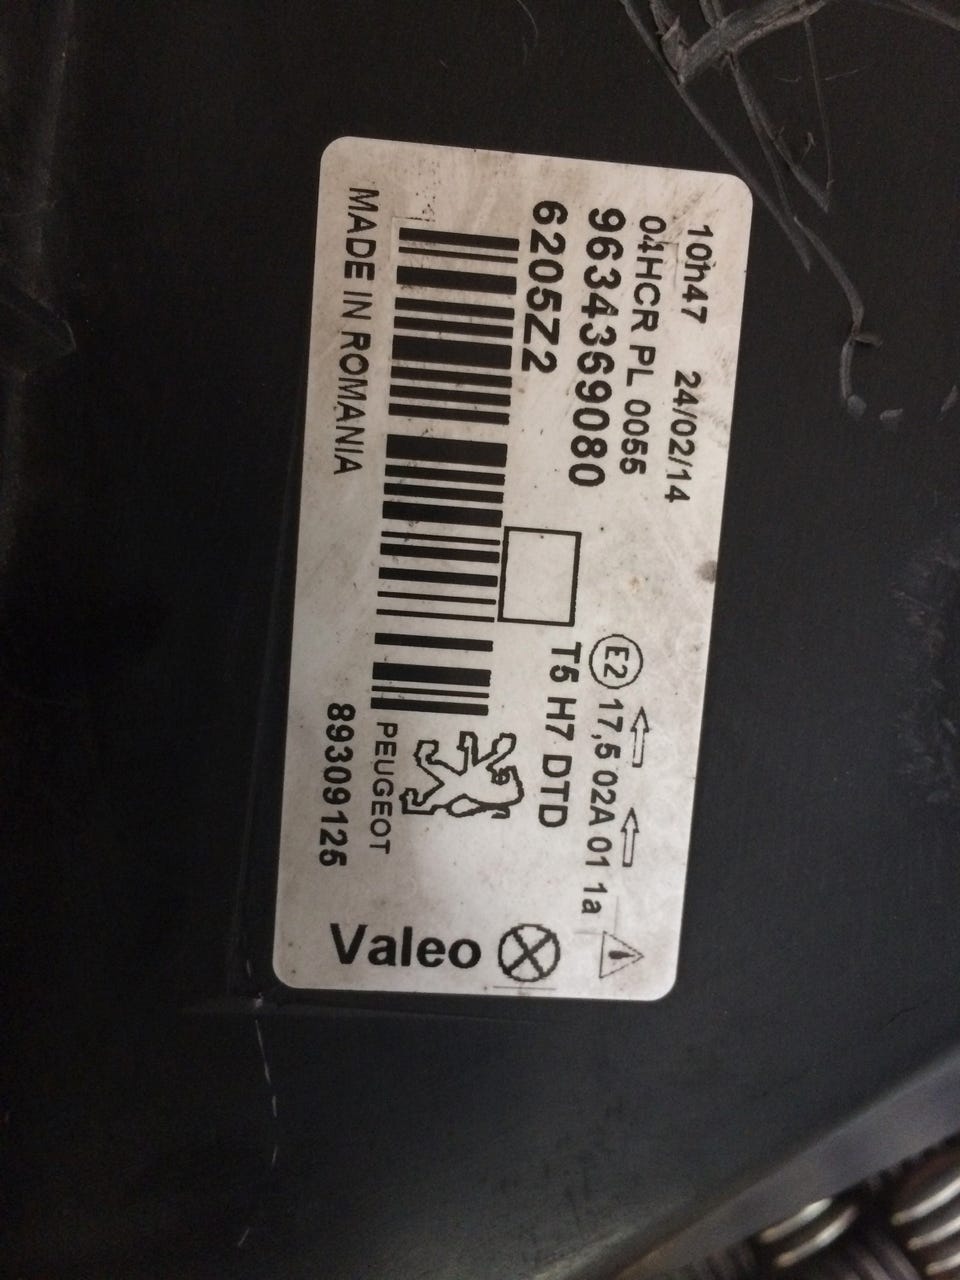 10h47 24/02/14
04HCR PL 0055
9634369080
6205Z2
E2 17,5 02A 01 1a
T5 H7 DTD
PEUGEOT
MADE IN ROMANIA 89309125
Valeo